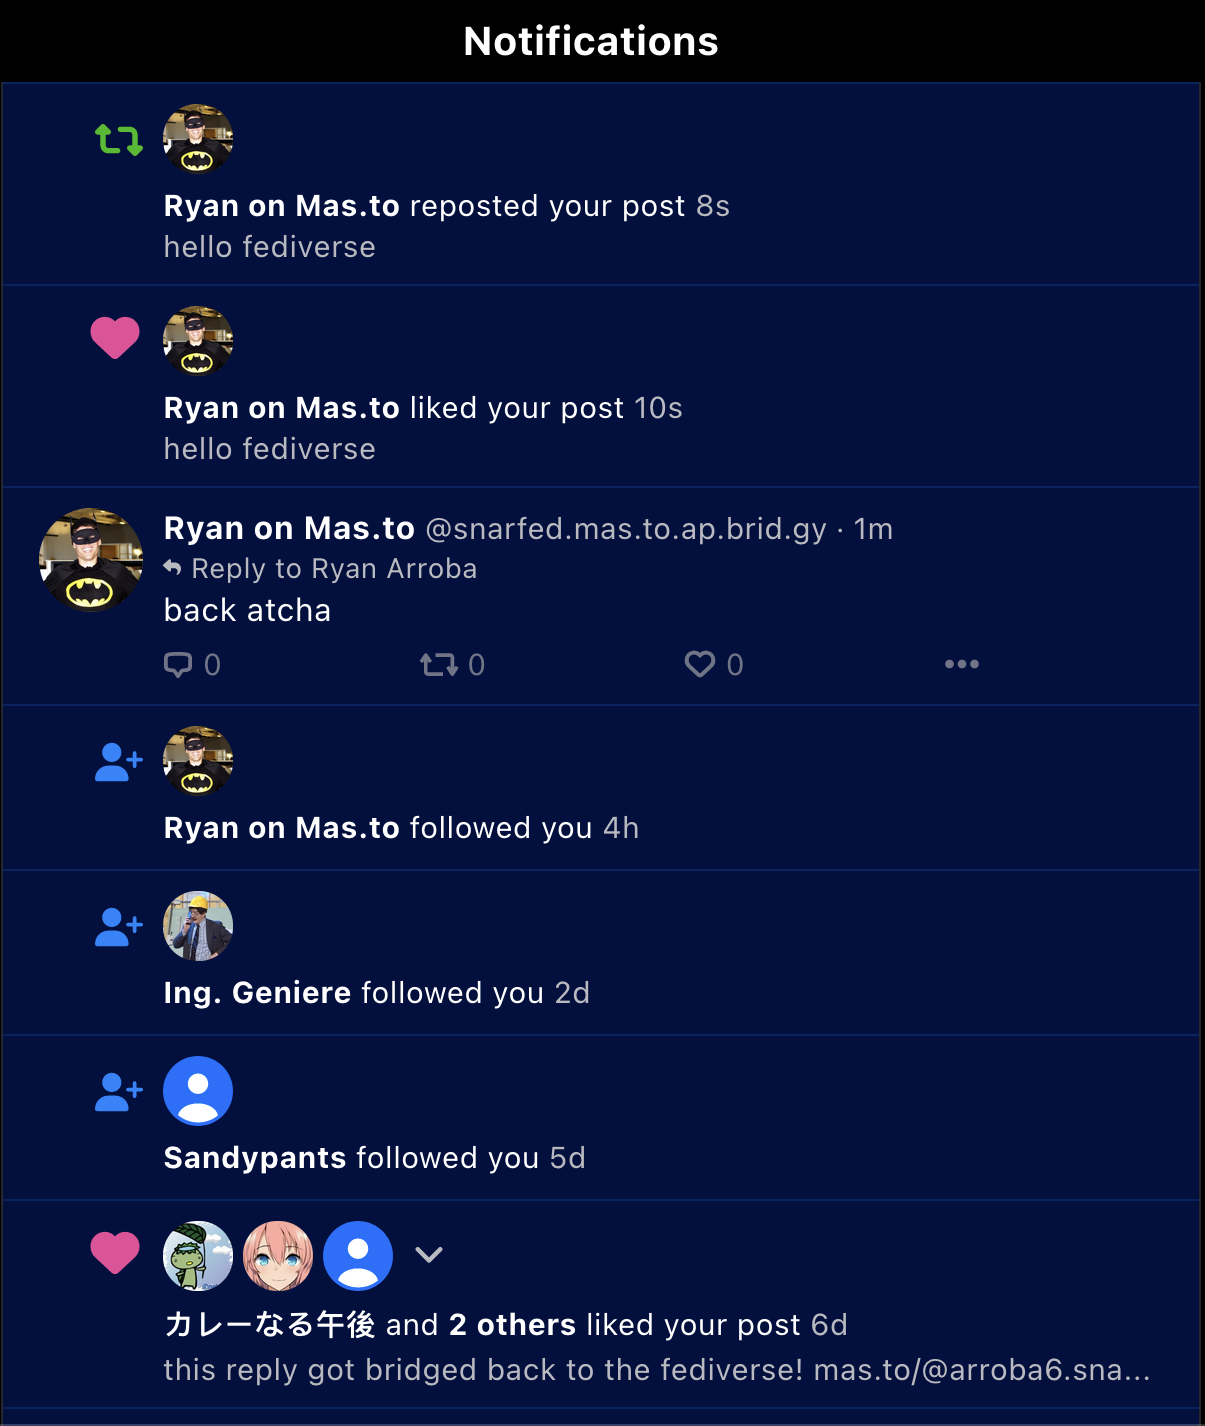 Notifications
Ryan on Mas.to reposted your post 8s
hello fediverse
Ryan on Mas.to liked your post 10s
hello fediverse
Ryan on Mas.to @snarfed.mas.to.ap.brid.gy · 1m
Reply to Ryan Arroba
back atcha
0 0 0
Ryan on Mas.to followed you 4h
Ing. Geniere followed you 2d
Sandypants followed you 5d
カレーなる午後 and 2 others liked your post 6d
this reply got bridged back to the fediverse! mas.to/@arroba6.sna...